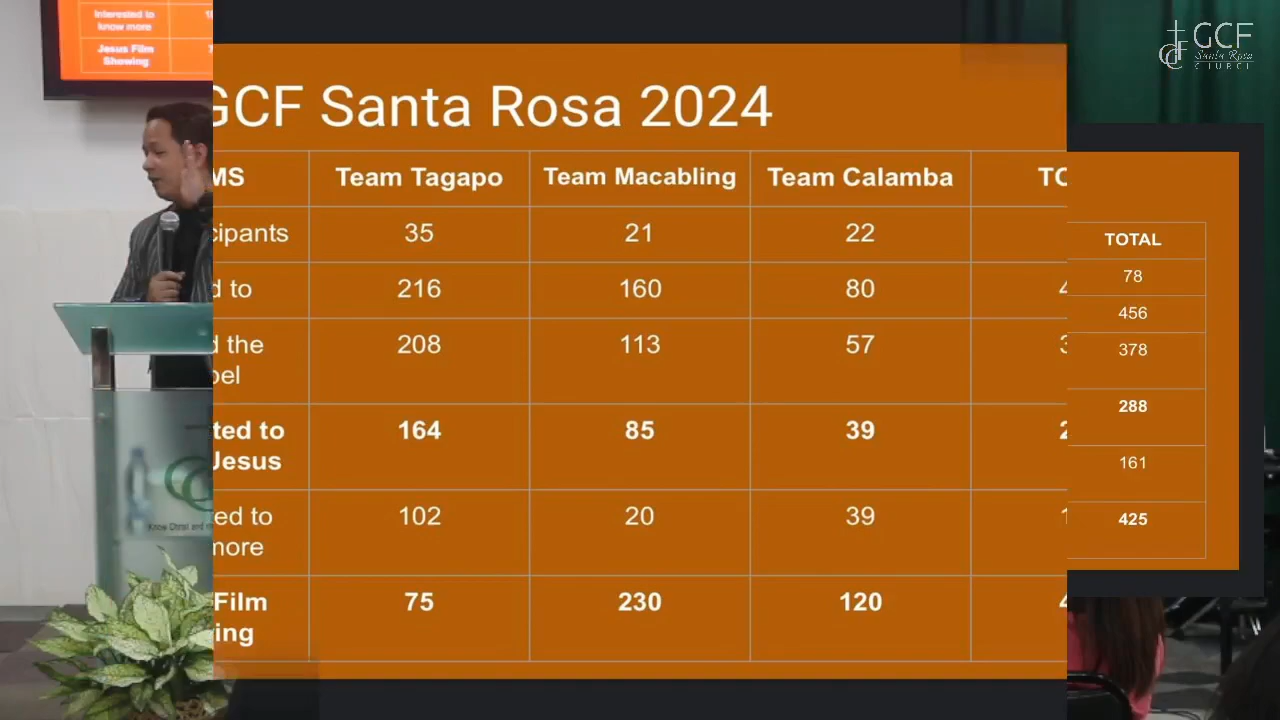 Interested to
know more
Jesus Film
Showing
GCF
Santa Rosa
GCF Santa Rosa 2024
MS Team Tagapo Team Macabling Team Calamba
cipants 35 21 22
d to 216 160 80
d the 208 113 57
ted to 164 85 39
Jesus
ed to 102 20 39
more
Film 75 230 120
ing
TOTAL
78
456
378
288
161
425